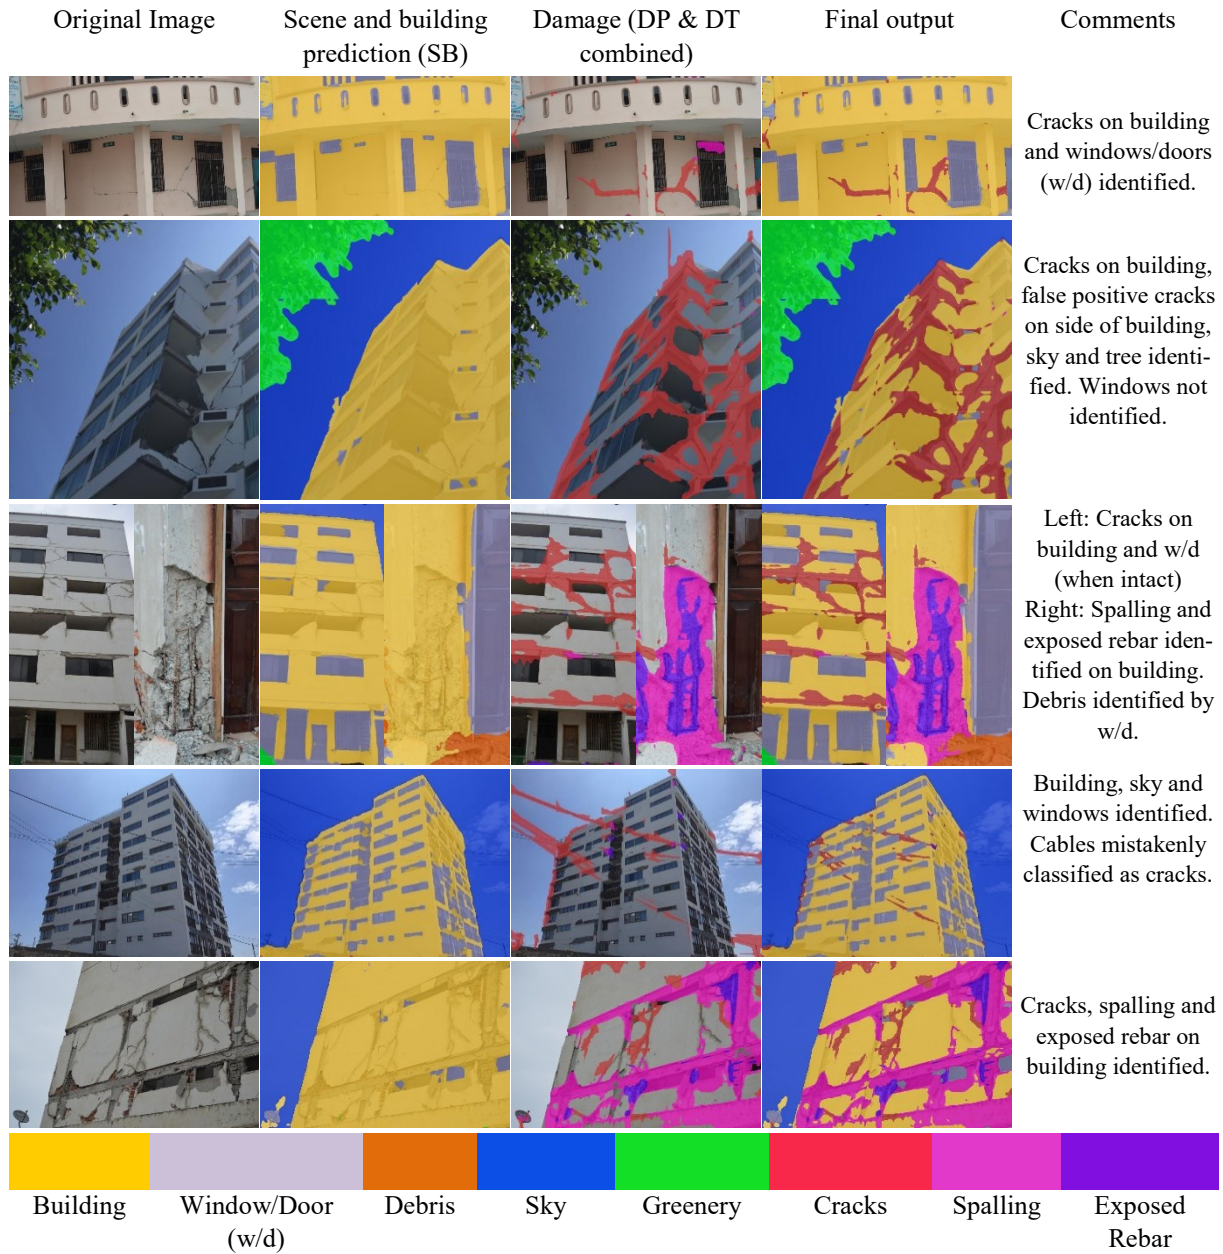 Original Image
Scene and building
prediction (SB)
Damage (DP & DT
combined)
Final output
Comments
Cracks on building
and windows/doors
(w/d) identified.
Cracks on building,
false positive cracks
on side of building,
sky and tree identi-
fied. Windows not
identified.
Left: Cracks on
building and w/d
(when intact)
Right: Spalling and
exposed rebar iden-
tified on building.
Debris identified by
w/d.
Building, sky and
windows identified.
Cables mistakenly
classified as cracks.
Cracks, spalling and
exposed rebar on
building identified.
Building
Window/Door
(w/d)
Debris
Sky
Greenery
Cracks
Spalling
Exposed
Rebar